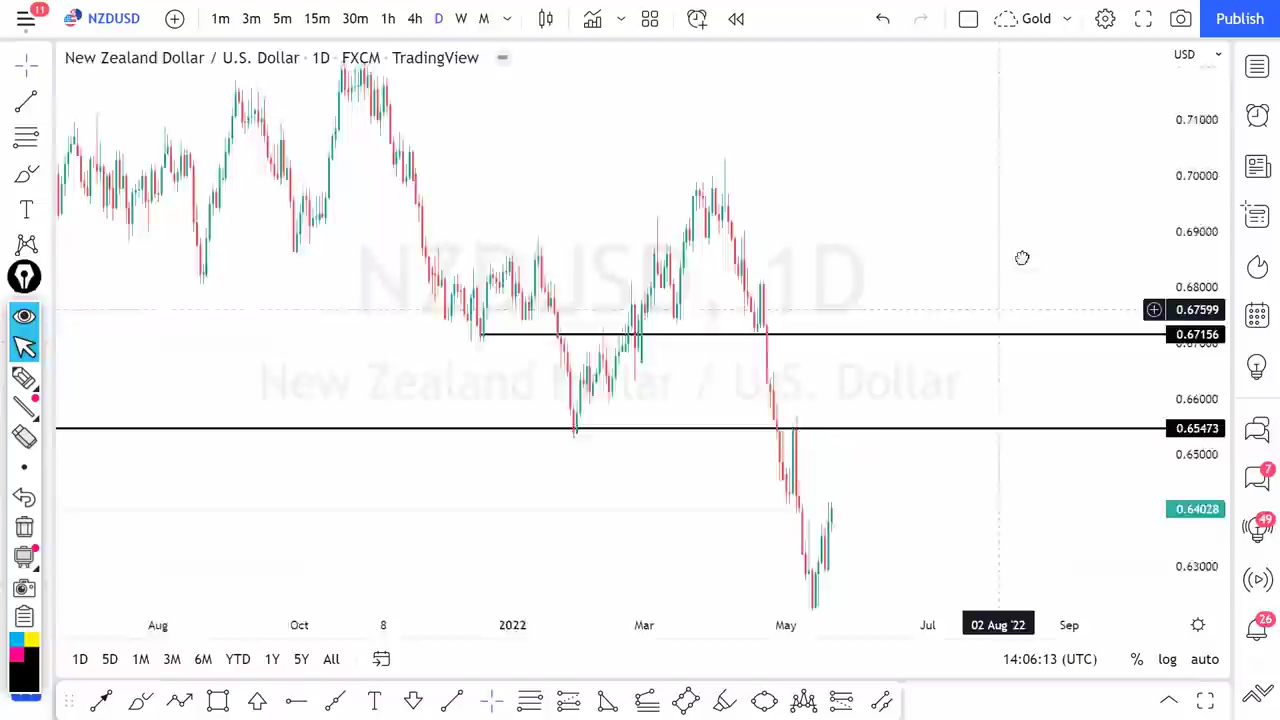 11
NZDUSD
1m 3m 5m 15m 30m 1h 4h D W M
Gold
Publish
New Zealand Dollar / U.S. Dollar · 1D · FXCM · TradingView
USD
0.71000
0.70000
0.69000
0.68000
0.67599
0.67156
0.66000
0.65473
0.65000
0.64028
0.63000
NZDUSD, 1D
New Zealand Dollar / U.S. Dollar
Aug Oct 8 2022 Mar May Jul 02 Aug '22 Sep
1D 5D 1M 3M 6M YTD 1Y 5Y All
14:06:13 (UTC) % log auto
7
49
26